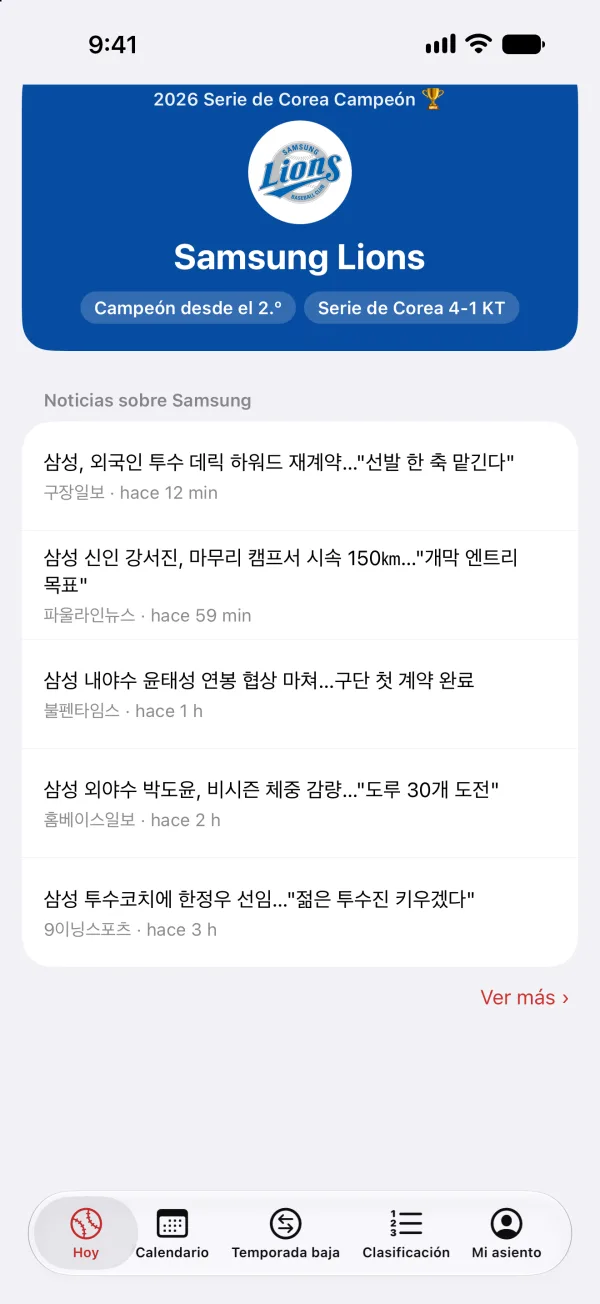 9:41
2026 Serie de Corea Campeón 🏆
SAMSUNG
Lions
BASEBALL CLUB
Samsung Lions
Campeón desde el 2.º
Serie de Corea 4-1 KT
Noticias sobre Samsung
삼성, 외국인 투수 데릭 하워드 재계약…"선발 한 축 맡긴다"
구장일보 · hace 12 min
삼성 신인 강서진, 마무리 캠프서 시속 150㎞…"개막 엔트리
목표"
파울라인뉴스 · hace 59 min
삼성 내야수 윤태성 연봉 협상 마쳐…구단 첫 계약 완료
불펜타임스 · hace 1 h
삼성 외야수 박도윤, 비시즌 체중 감량…"도루 30개 도전"
홈베이스일보 · hace 2 h
삼성 투수코치에 한정우 선임…"젊은 투수진 키우겠다"
9이닝스포츠 · hace 3 h
Ver más ›
Hoy
Calendario
Temporada baja
Clasificación
Mi asiento